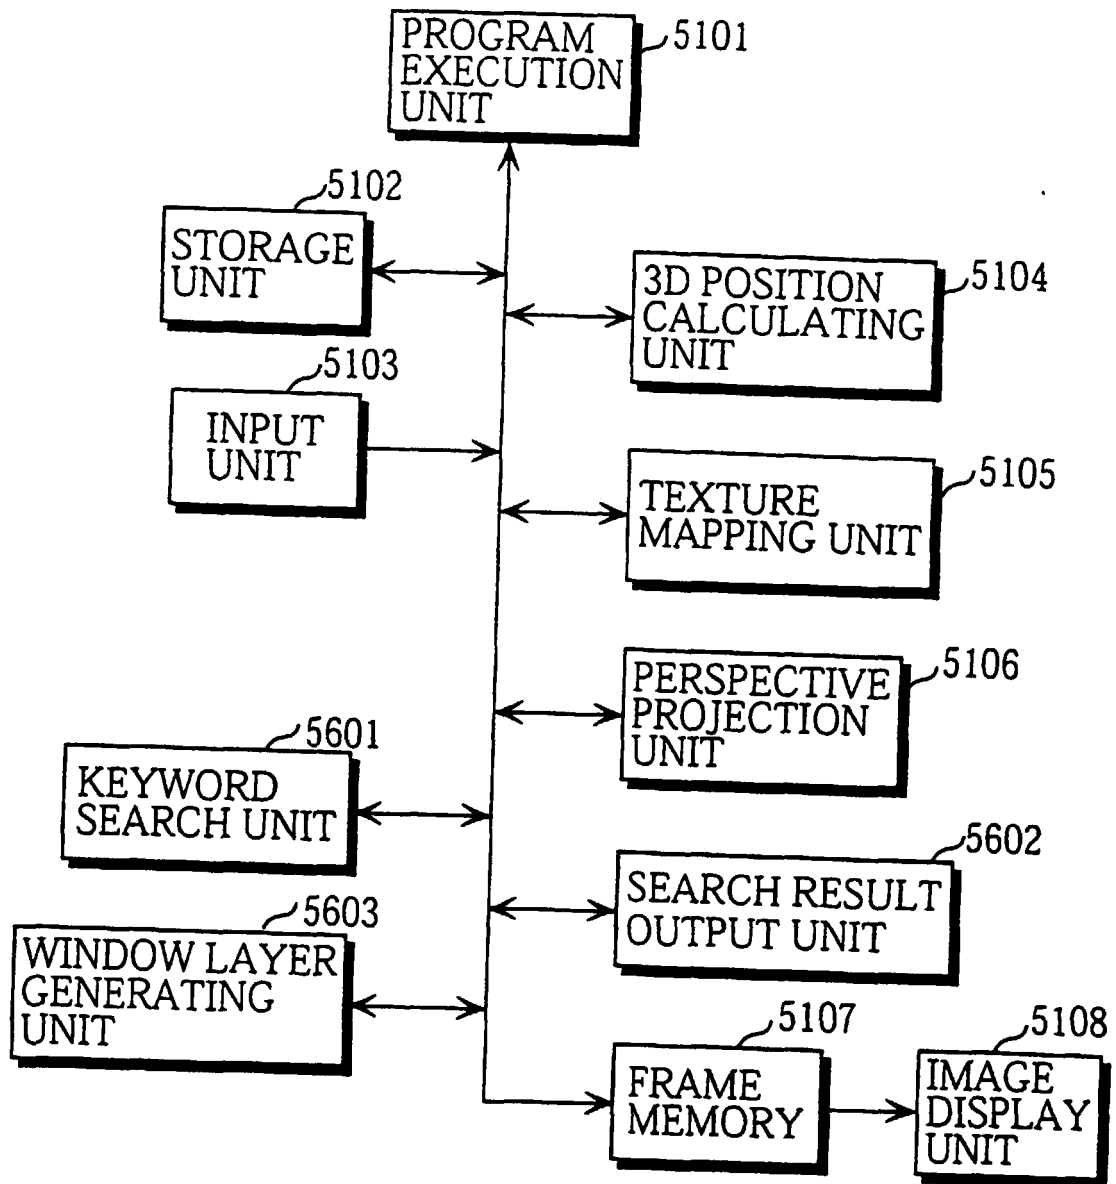 PROGRAM
EXECUTION
UNIT
5101
5102
STORAGE
UNIT
3D POSITION
CALCULATING
UNIT
5104
5103
INPUT
UNIT
TEXTURE
MAPPING UNIT
5105
PERSPECTIVE
PROJECTION
UNIT
5106
5601
KEYWORD
SEARCH UNIT
5602
SEARCH RESULT
OUTPUT UNIT
5603
WINDOW LAYER
GENERATING
UNIT
5107
FRAME
MEMORY
5108
IMAGE
DISPLAY
UNIT